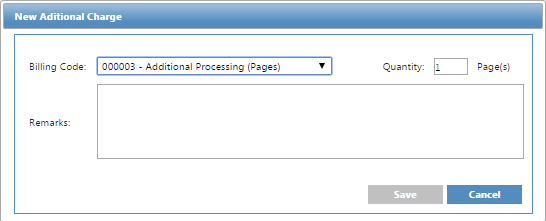 New Aditional Charge
Billing Code: 000003 - Additional Processing (Pages) Quantity: 1 Page(s)
Remarks:
Save Cancel